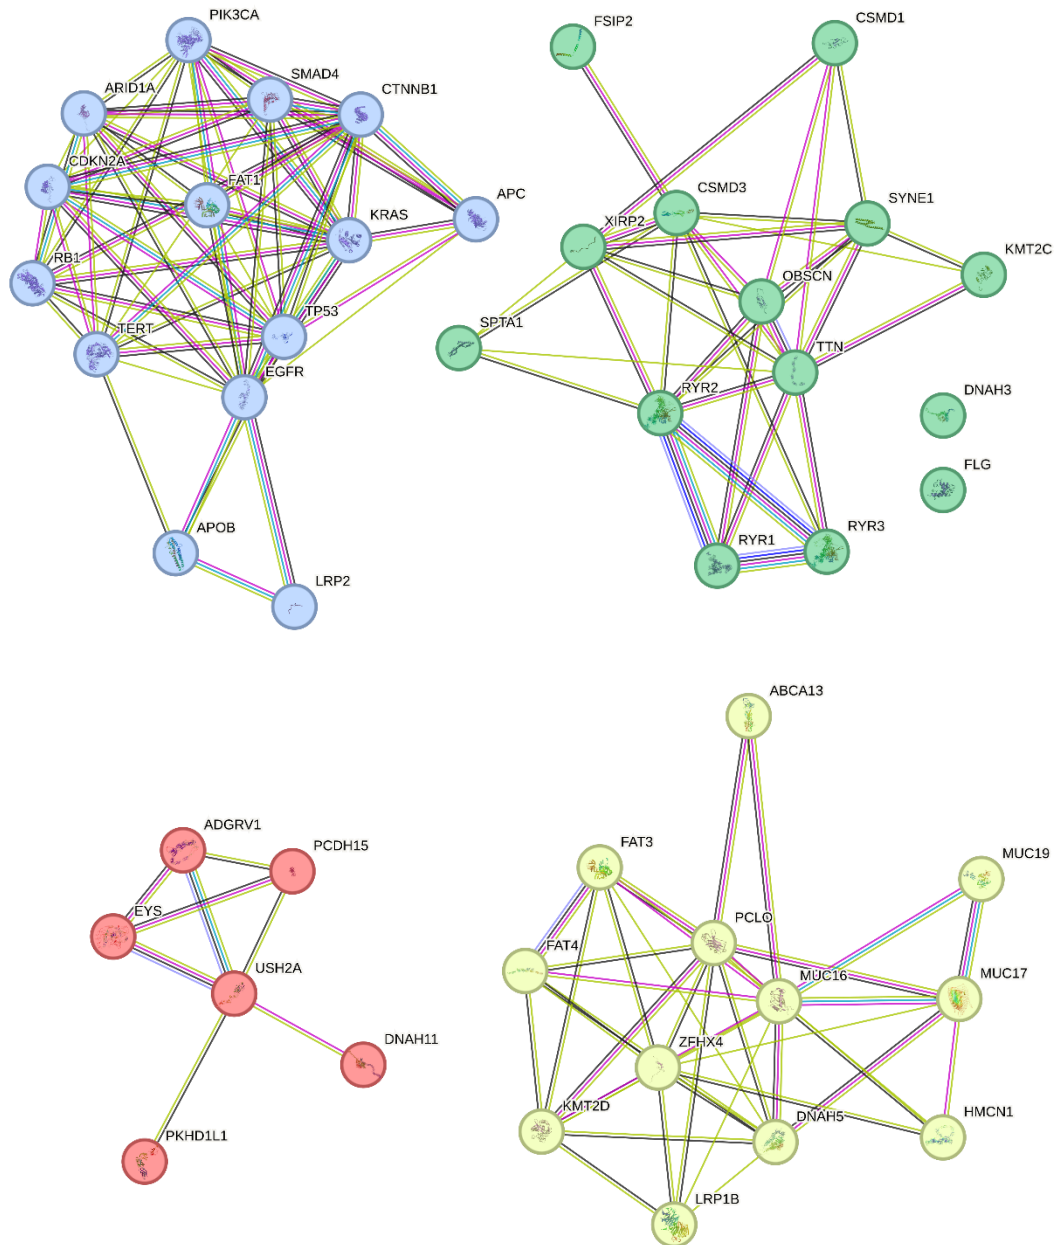 PIK3CA
SMAD4
CTNNB1
ARID1A
CDKN2A
FAT1
APC
KRAS
RB1
TP53
TERT
EGFR
APOB
LRP2
FSIP2
CSMD1
CSMD3
SYNE1
XIRP2
KMT2C
OBSCN
SPTA1
TTN
RYR2
DNAH3
FLG
RYR1
RYR3
ADGRV1
PCDH15
EYS
USH2A
DNAH11
PKHD1L1
ABCA13
FAT3
MUC19
PCLO
FAT4
MUC16
MUC17
ZFHX4
KMT2D
DNAH5
HMCN1
LRP1B